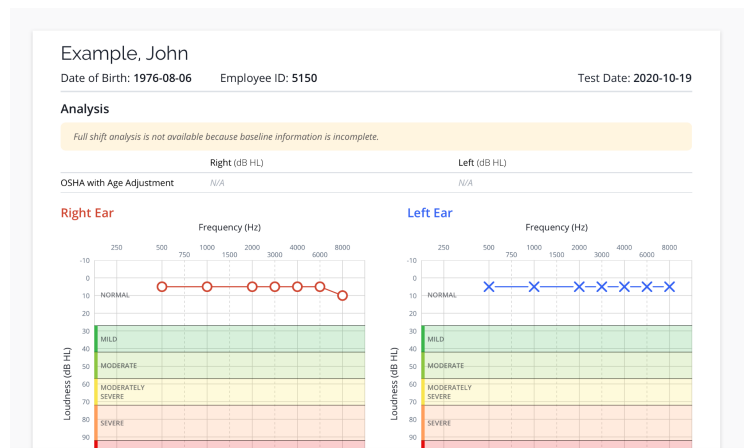 Example, John
Date of Birth: 1976-08-06 Employee ID: 5150 Test Date: 2020-10-19
Analysis
Full shift analysis is not available because baseline information is incomplete.
Right (dB HL) Left (dB HL)
OSHA with Age Adjustment N/A N/A
Right Ear
Frequency (Hz)
250 500 1000 2000 4000 8000
750 1500 3000 6000
-10
0
10
20
30
40
50
60
70
80
90
Loudness (dB HL)
NORMAL
MILD
MODERATE
MODERATELY
SEVERE
SEVERE
Left Ear
Frequency (Hz)
250 500 1000 2000 4000 8000
750 1500 3000 6000
-10
0
10
20
30
40
50
60
70
80
90
Loudness (dB HL)
NORMAL
MILD
MODERATE
MODERATELY
SEVERE
SEVERE